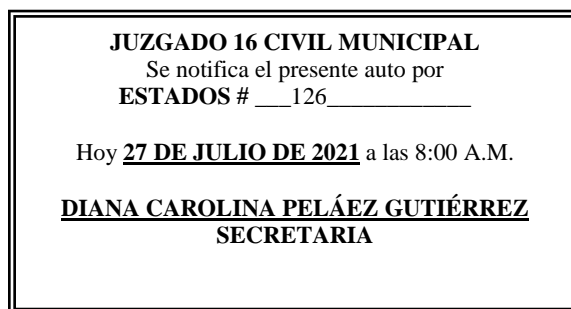 JUZGADO 16 CIVIL MUNICIPAL
Se notifica el presente auto por
ESTADOS # ___126____________
Hoy 27 DE JULIO DE 2021 a las 8:00 A.M.
DIANA CAROLINA PELÁEZ GUTIÉRREZ
SECRETARIA